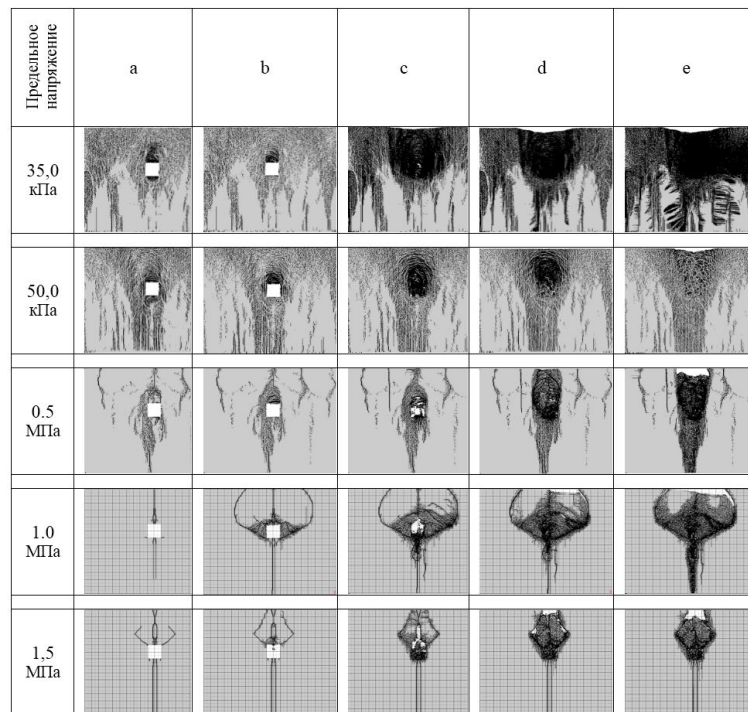 Предельное
напряжение
a
b
c
d
e
35,0
кПа
50,0
кПа
0.5
МПа
1.0
МПа
1,5
МПа